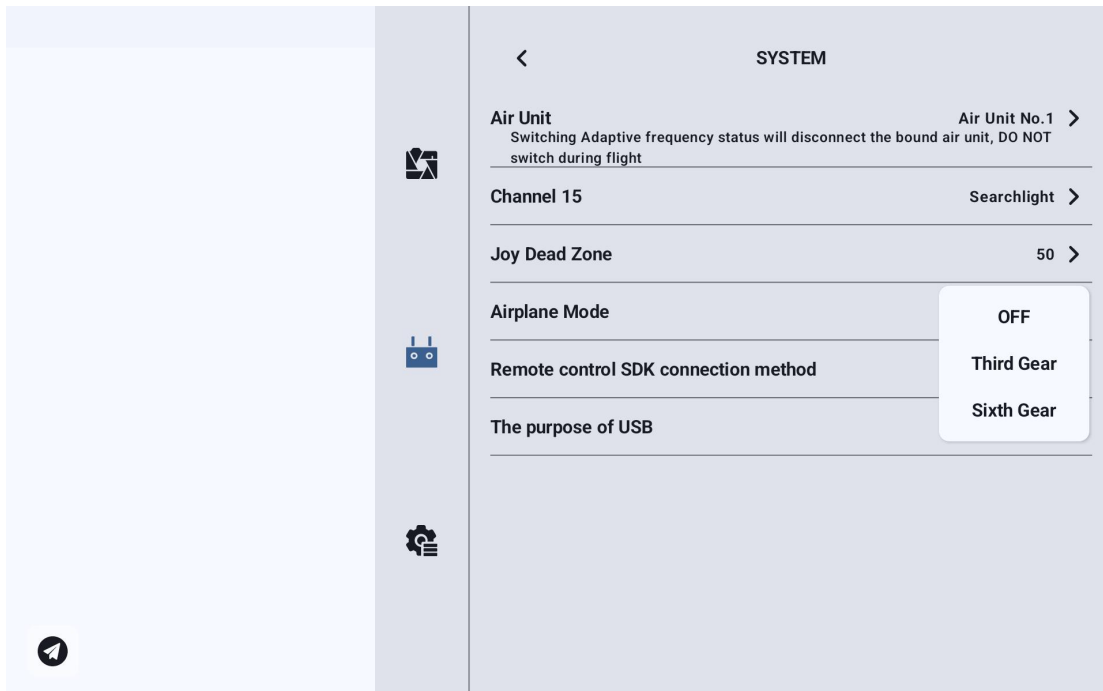 SYSTEM
Air Unit
Air Unit No.1
Switching Adaptive frequency status will disconnect the bound air unit, DO NOT
switch during flight
Channel 15
Searchlight
Joy Dead Zone
50
Airplane Mode
OFF
Third Gear
Remote control SDK connection method
Sixth Gear
The purpose of USB